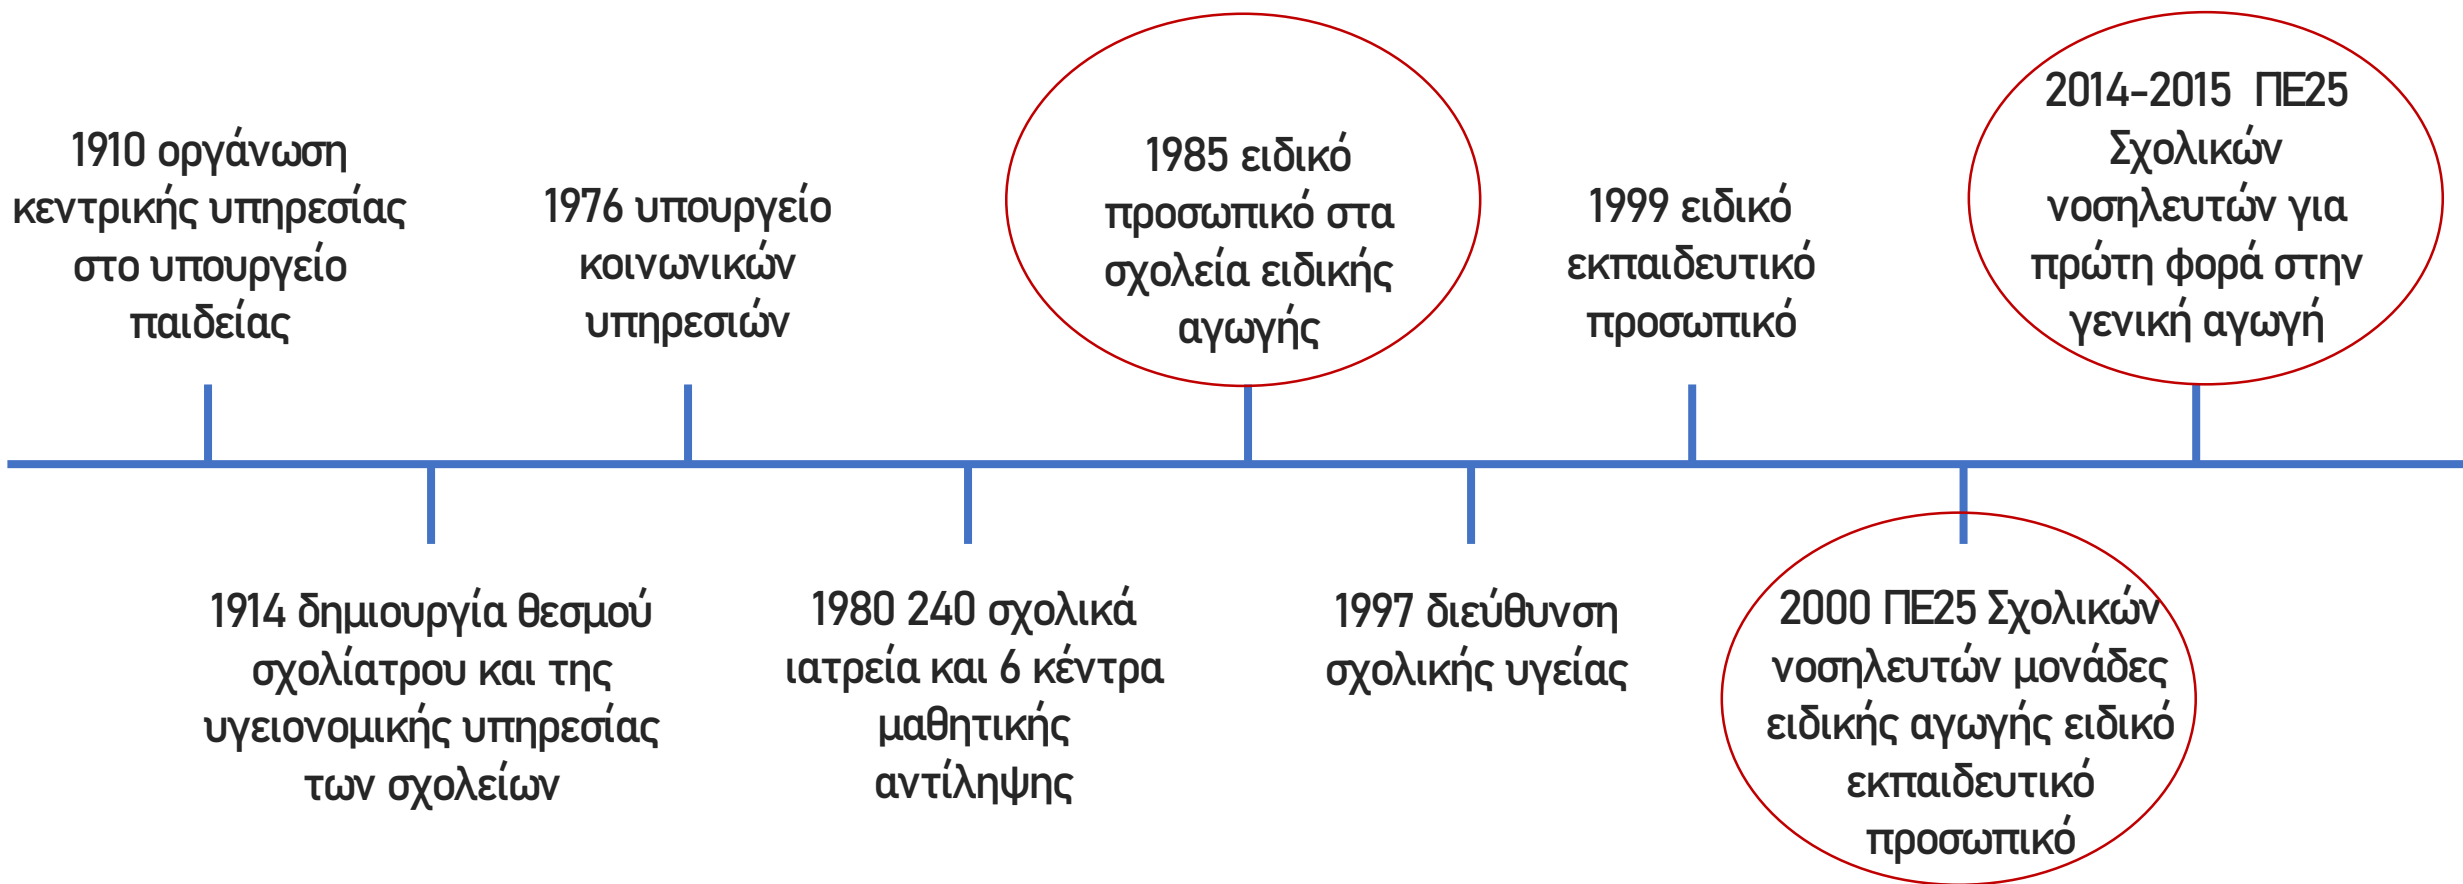 1910 οργάνωση
κεντρικής υπηρεσίας
στο υπουργείο
παιδείας
1914 δημιουργία θεσμού
σχολίατρου και της
υγειονομικής υπηρεσίας
των σχολείων
1976 υπουργείο
κοινωνικών
υπηρεσιών
1980 240 σχολικά
ιατρεία και 6 κέντρα
μαθητικής
αντίληψης
1985 ειδικό
προσωπικό στα
σχολεία ειδικής
αγωγής
1997 διεύθυνση
σχολικής υγείας
1999 ειδικό
εκπαιδευτικό
προσωπικό
2000 ΠΕ25 Σχολικών
νοσηλευτών μονάδες
ειδικής αγωγής ειδικό
εκπαιδευτικό
προσωπικό
2014-2015 ΠΕ25
Σχολικών
νοσηλευτών για
πρώτη φορά στην
γενική αγωγή